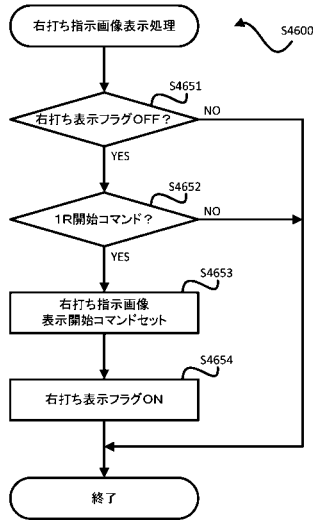 右打ち指示画像表示処理
S4600
S4651
右打ち表示フラグOFF？
NO
YES
S4652
1R開始コマンド？
NO
YES
S4653
右打ち指示画像
表示開始コマンドセット
S4654
右打ち表示フラグON
終了